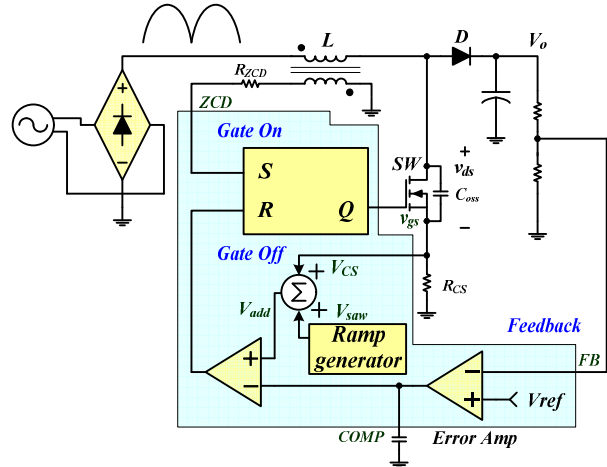 L
D
Vo
RZCD
ZCD
Gate On
+
−
S
R
Q
SW
+
vds
Coss
vgs
−
Gate Off
VCS
+
Σ
+
Vadd
Vsaw
RCS
Ramp
generator
Feedback
FB
+
−
−
+
Vref
COMP
Error Amp